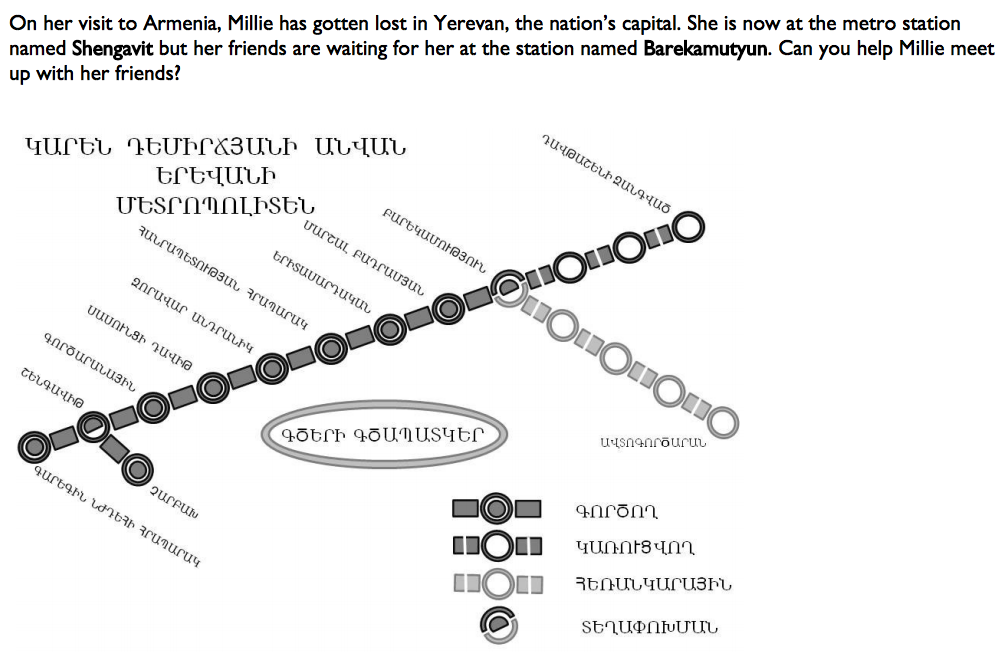 On her visit to Armenia, Millie has gotten lost in Yerevan, the nation's capital. She is now at the metro station
named Shengavit but her friends are waiting for her at the station named Barekamutyun. Can you help Millie meet
up with her friends?
ԿԱՐԵՆ ԴԵՄԻՐՃՅԱՆԻ ԱՆՎԱՆ
ԵՐԵՎԱՆԻ
ՄԵՏՐՈՊՈԼԻՏԵՆ
ԴԱՎԹԱՇԵՆԻ ԶԱՆԳՎԱԾ
ԲԱՐԵԿԱՄՈՒԹՅՈՒՆ
ՄԱՐՇԱԼ ԲԱՂՐԱՄՅԱՆ
ԵՐԻՏԱՍԱՐԴԱԿԱՆ
ՀԱՆՐԱՊԵՏՈՒԹՅԱՆ ՀՐԱՊԱՐԱԿ
ԶՈՐԱՎԱՐ ԱՆԴՐԱՆԻԿ
ՍԱՍՈՒՆՑԻ ԴԱՎԻԹ
ԳՈՐԾԱՐԱՆԱՅԻՆ
ՇԵՆԳԱՎԻԹ
ԳԾԵՐԻ ԳԾԱՊԱՏԿԵՐ
ԱՎՏՈԳՈՐԾԱՐԱՆ
ԳԱՐԵԳԻՆ ՆԺԴԵՀԻ ՀՐԱՊԱՐԱԿ
ՉԱՐԲԱԽ
ԳՈՐԾՈՂ
ԿԱՌՈՒՑՎՈՂ
ՀԵՌԱՆԿԱՐԱՅԻՆ
ՏԵՂԱՓՈԽՄԱՆ